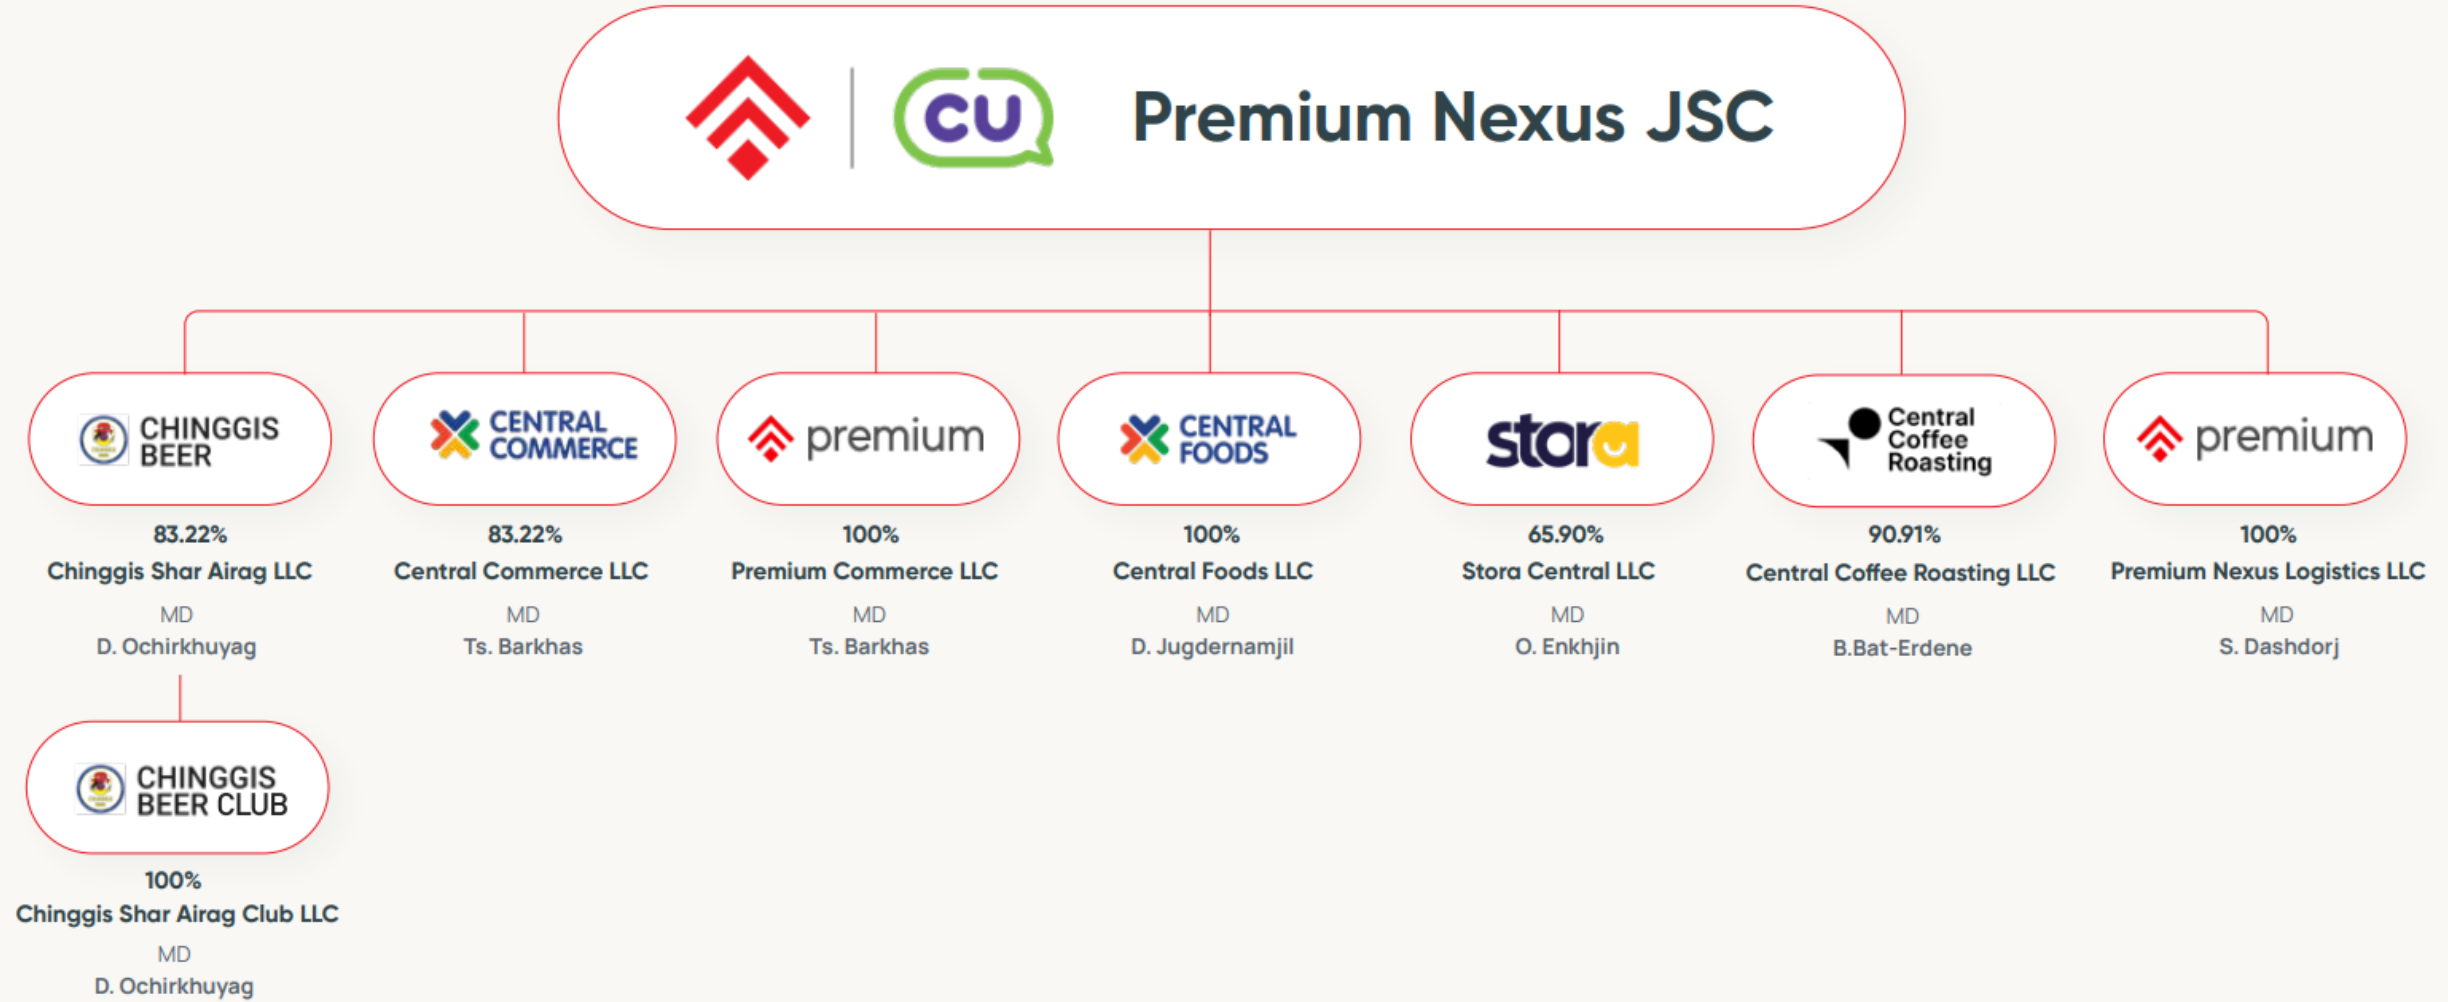 CU Premium Nexus JSC
CHINGGIS
BEER
CENTRAL
COMMERCE
premium
CENTRAL
FOODS
stora
Central
Coffee
Roasting
premium
83.22%
Chinggis Shar Airag LLC
MD
D. Ochirkhuyag
83.22%
Central Commerce LLC
MD
Ts. Barkhas
100%
Premium Commerce LLC
MD
Ts. Barkhas
100%
Central Foods LLC
MD
D. Jugdernamjil
65.90%
Stora Central LLC
MD
O. Enkhjin
90.91%
Central Coffee Roasting LLC
MD
B.Bat-Erdene
100%
Premium Nexus Logistics LLC
MD
S. Dashdorj
CHINGGIS
BEER CLUB
100%
Chinggis Shar Airag Club LLC
MD
D. Ochirkhuyag